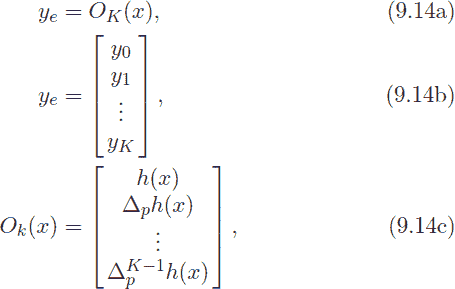 y_e = O_K(x), (9.14a)
y_e = [ y_0
y_1
⋮
y_K ] , (9.14b)
O_k(x) = [ h(x)
Δ_p h(x)
⋮
Δ_p^{K-1} h(x) ] , (9.14c)